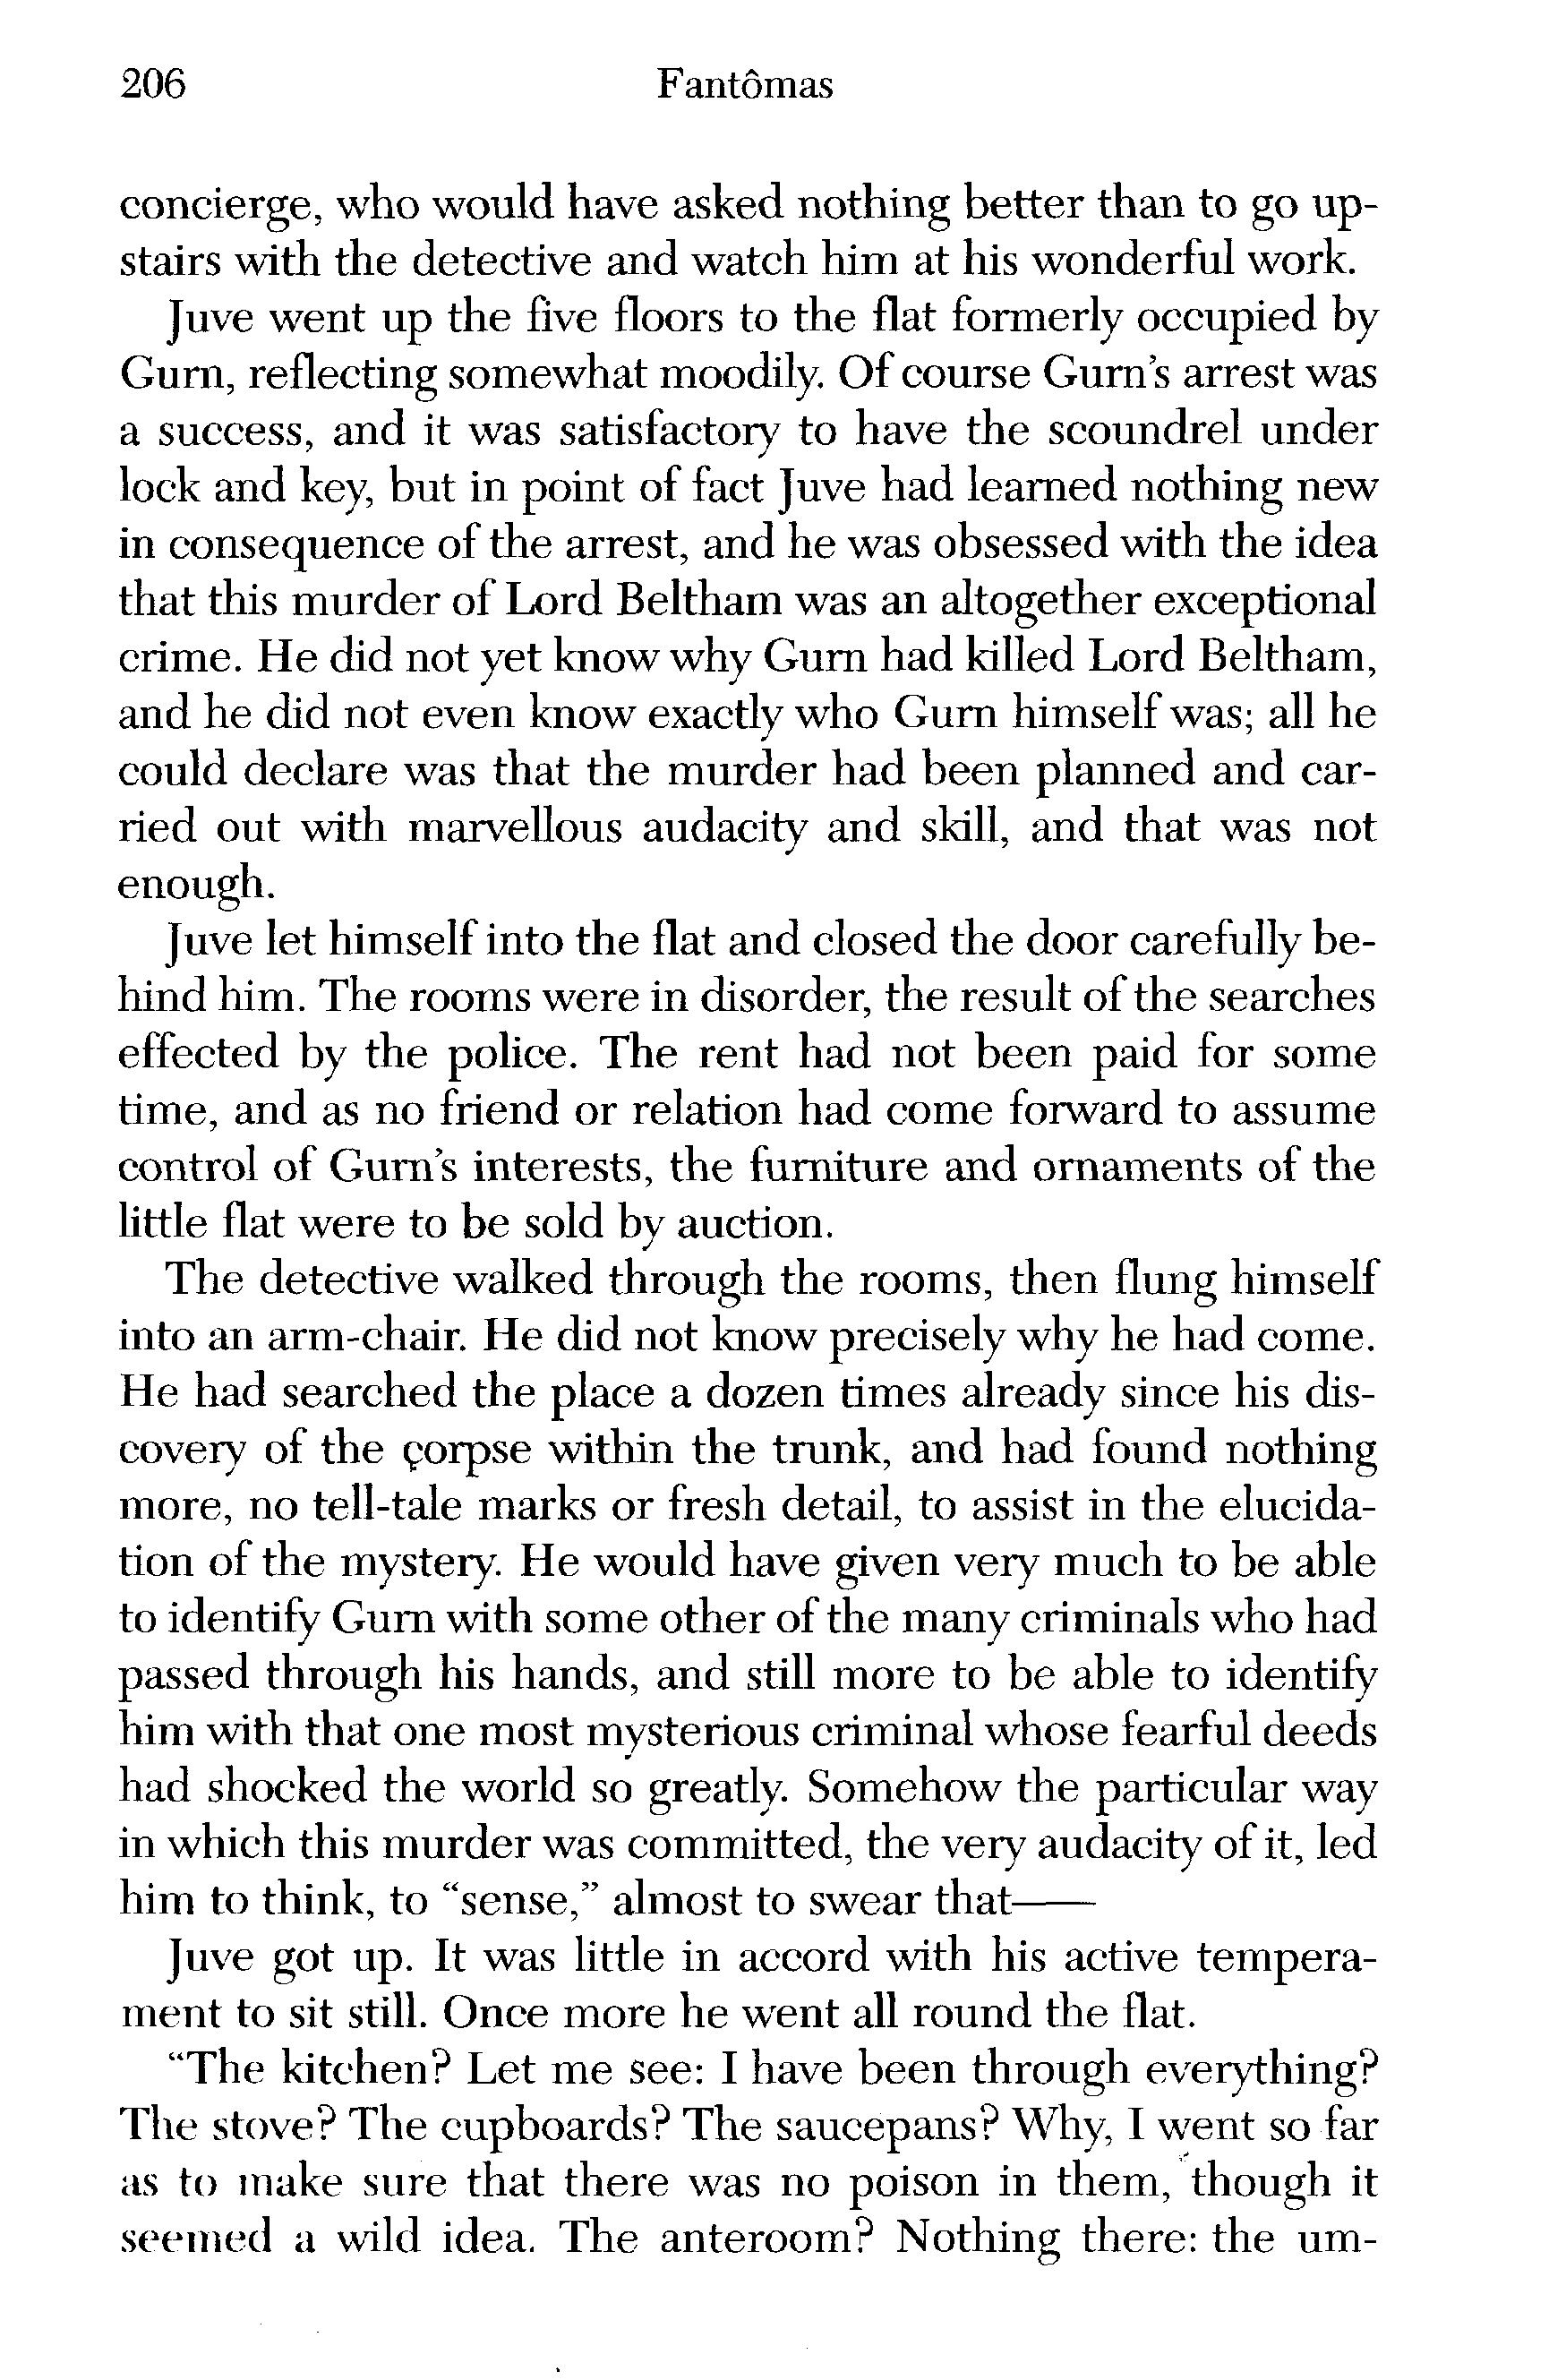 206 Fantômas
concierge, who would have asked nothing better than to go up-
stairs with the detective and watch him at his wonderful work.
Juve went up the five floors to the flat formerly occupied by
Gurn, reflecting somewhat moodily. Of course Gurn's arrest was
a success, and it was satisfactory to have the scoundrel under
lock and key, but in point of fact Juve had learned nothing new
in consequence of the arrest, and he was obsessed with the idea
that this murder of Lord Beltham was an altogether exceptional
crime. He did not yet know why Gurn had killed Lord Beltham,
and he did not even know exactly who Gurn himself was; all he
could declare was that the murder had been planned and car-
ried out with marvellous audacity and skill, and that was not
enough.
Juve let himself into the flat and closed the door carefully be-
hind him. The rooms were in disorder, the result of the searches
effected by the police. The rent had not been paid for some
time, and as no friend or relation had come forward to assume
control of Gurn's interests, the furniture and ornaments of the
little flat were to be sold by auction.
The detective walked through the rooms, then flung himself
into an arm-chair. He did not know precisely why he had come.
He had searched the place a dozen times already since his dis-
covery of the corpse within the trunk, and had found nothing
more, no tell-tale marks or fresh detail, to assist in the elucida-
tion of the mystery. He would have given very much to be able
to identify Gurn with some other of the many criminals who had
passed through his hands, and still more to be able to identify
him with that one most mysterious criminal whose fearful deeds
had shocked the world so greatly. Somehow the particular way
in which this murder was committed, the very audacity of it, led
him to think, to “sense,” almost to swear that——
Juve got up. It was little in accord with his active tempera-
ment to sit still. Once more he went all round the flat.
“The kitchen? Let me see: I have been through everything?
The stove? The cupboards? The saucepans? Why, I went so far
as to make sure that there was no poison in them, though it
seemed a wild idea. The anteroom? Nothing there: the um-